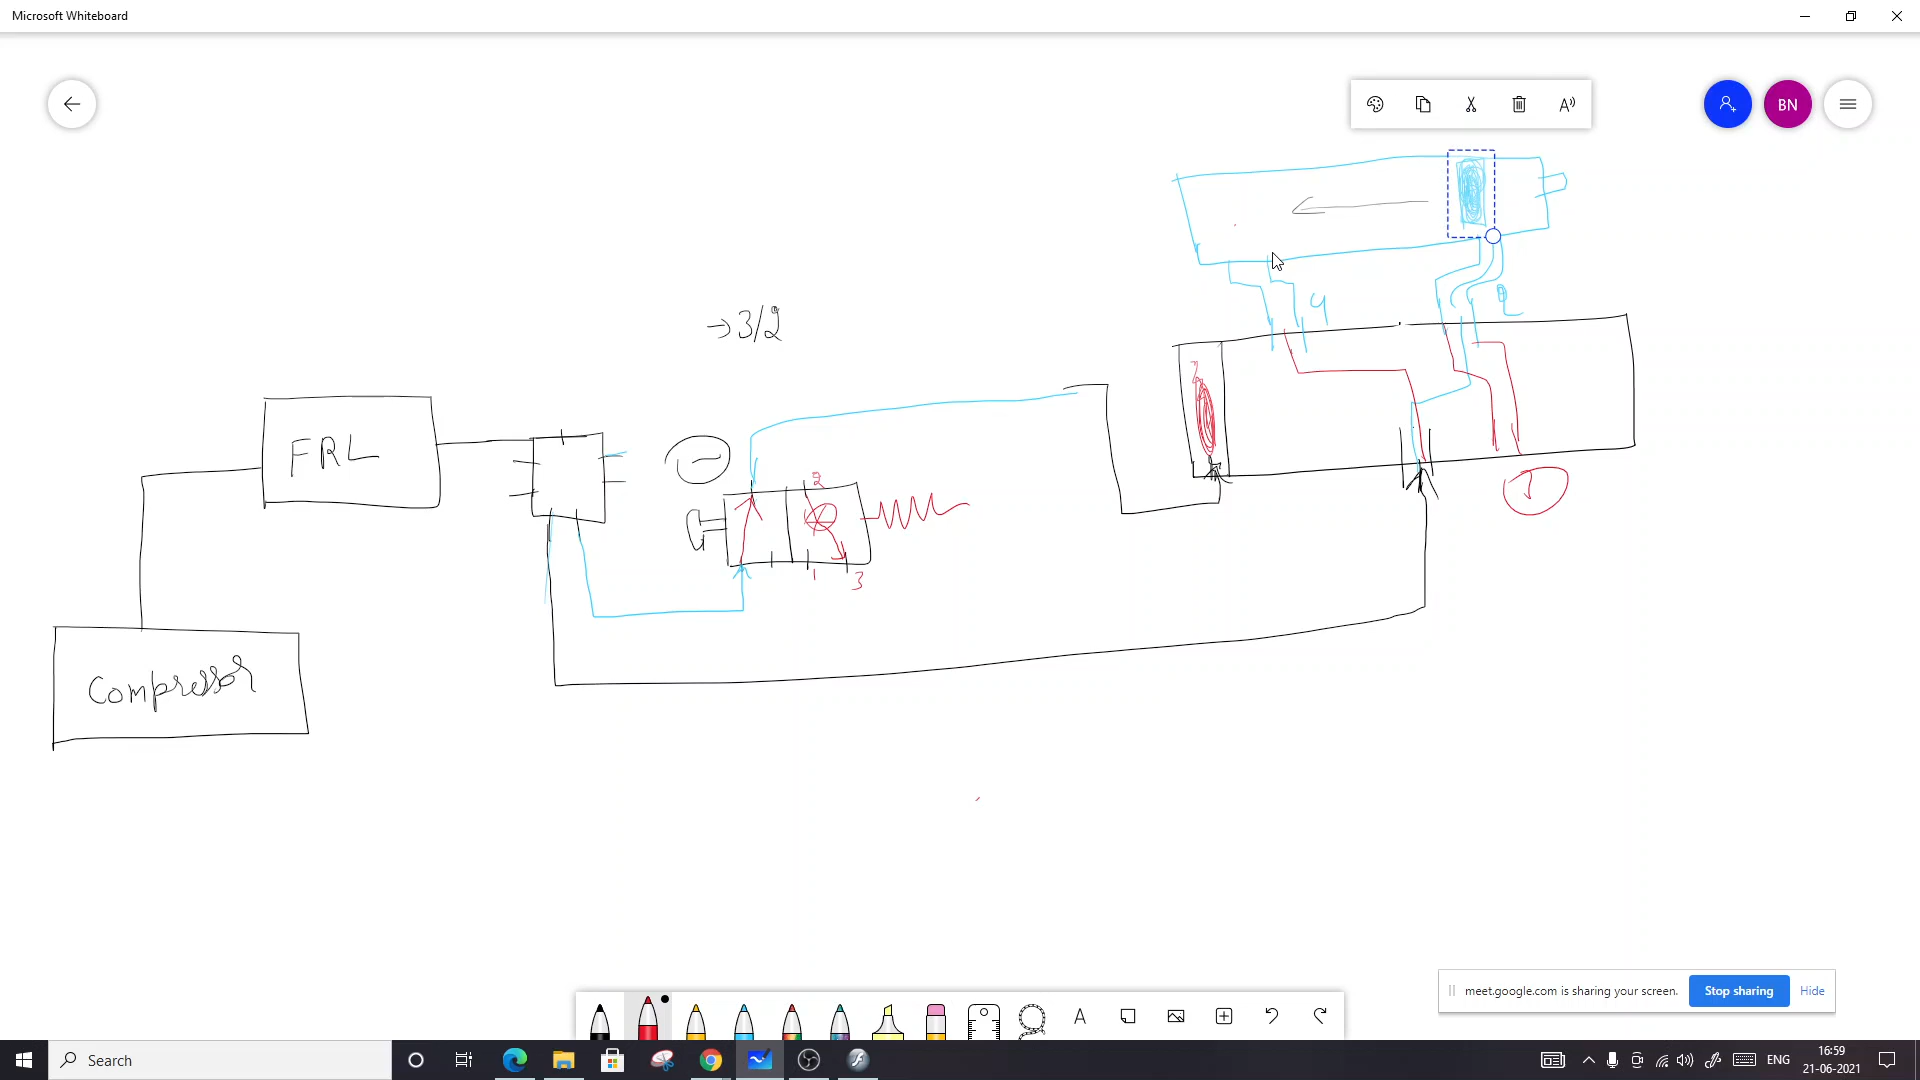 Microsoft Whiteboard
BN
4
2
→3/2
FRL
2
1
3
Compressor
meet.google.com is sharing your screen.
Stop sharing
Hide
Search
ENG
16:59
21-06-2021